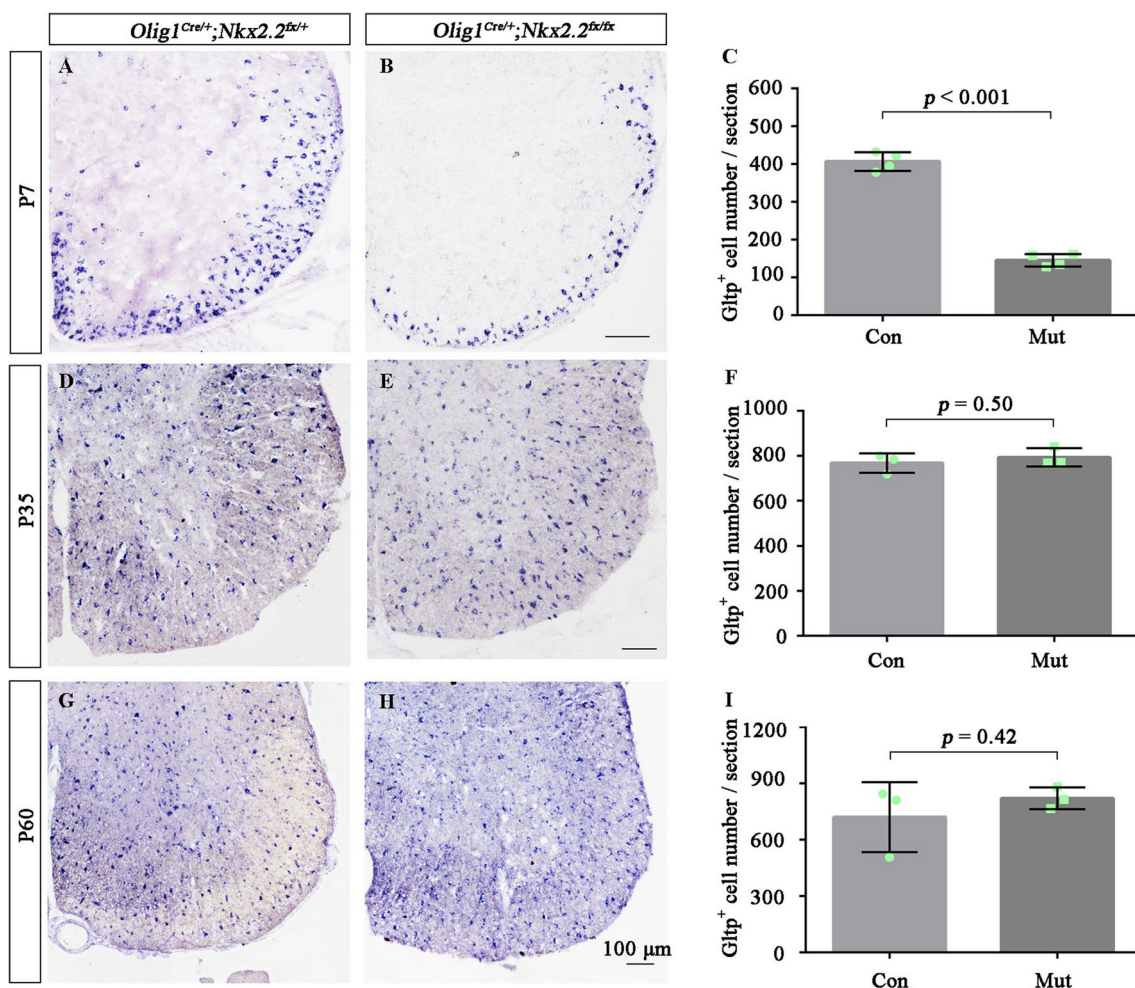 Olig1Cre/+;Nkx2.2fx/+
Olig1Cre/+;Nkx2.2fx/fx
P7
A
B
C
Gltp+ cell number / section
600
500
400
300
200
100
0
p < 0.001
Con
Mut
P35
D
E
F
Gltp+ cell number / section
1000
800
600
400
200
0
p = 0.50
Con
Mut
P60
G
H
100 μm
I
Gltp+ cell number / section
1200
900
600
300
0
p = 0.42
Con
Mut